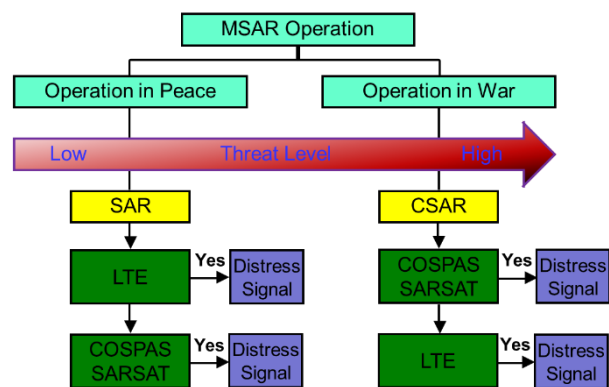 MSAR Operation
Operation in Peace
Operation in War
Low
Threat Level
High
SAR
CSAR
LTE
Yes
Distress
Signal
COSPAS
SARSAT
Yes
Distress
Signal
COSPAS
SARSAT
Yes
Distress
Signal
LTE
Yes
Distress
Signal